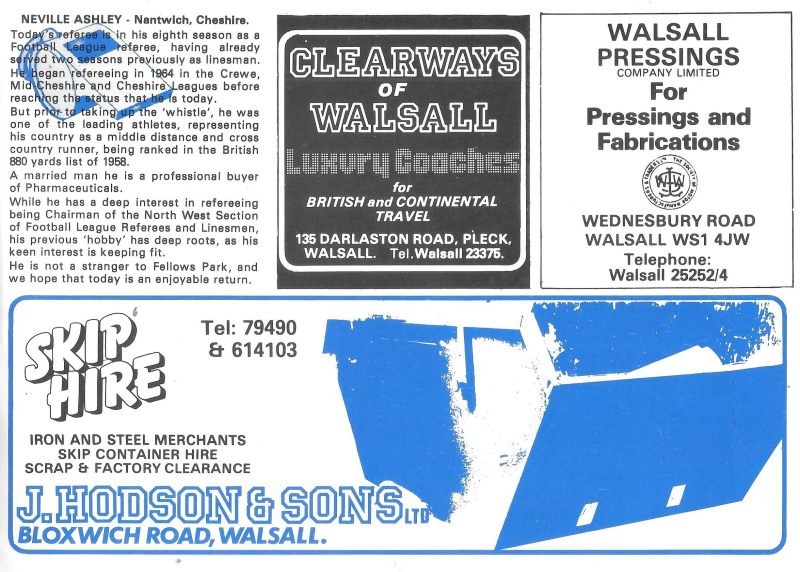 NEVILLE ASHLEY - Nantwich, Cheshire.
Today's referee is in his eighth season as a
Football League referee, having already
served two seasons previously as linesman.
He began refereeing in 1964 in the Crewe,
Mid Cheshire and Cheshire Leagues before
reaching the status that he is today.
But prior to taking up the 'whistle', he was
one of the leading athletes, representing
his country as a middle distance and cross
country runner, being ranked in the British
880 yards list of 1958.
A married man he is a professional buyer
of Pharmaceuticals.
While he has a deep interest in refereeing
being Chairman of the North West Section
of Football League Referees and Linesmen,
his previous 'hobby' has deep roots, as his
keen interest is keeping fit.
He is not a stranger to Fellows Park, and
we hope that today is an enjoyable return.
CLEARWAYS
OF
WALSALL
Luxury Coaches
for
BRITISH and CONTINENTAL
TRAVEL
135 DARLASTON ROAD, PLECK,
WALSALL. Tel. Walsall 23375.
WALSALL
PRESSINGS
COMPANY LIMITED
For
Pressings and
Fabrications
WEDNESBURY ROAD
WALSALL WS1 4JW
Telephone:
Walsall 25252/4
SKIP
HIRE
Tel: 79490
& 614103
IRON AND STEEL MERCHANTS
SKIP CONTAINER HIRE
SCRAP & FACTORY CLEARANCE
J. HODSON & SONS LTD
BLOXWICH ROAD, WALSALL.